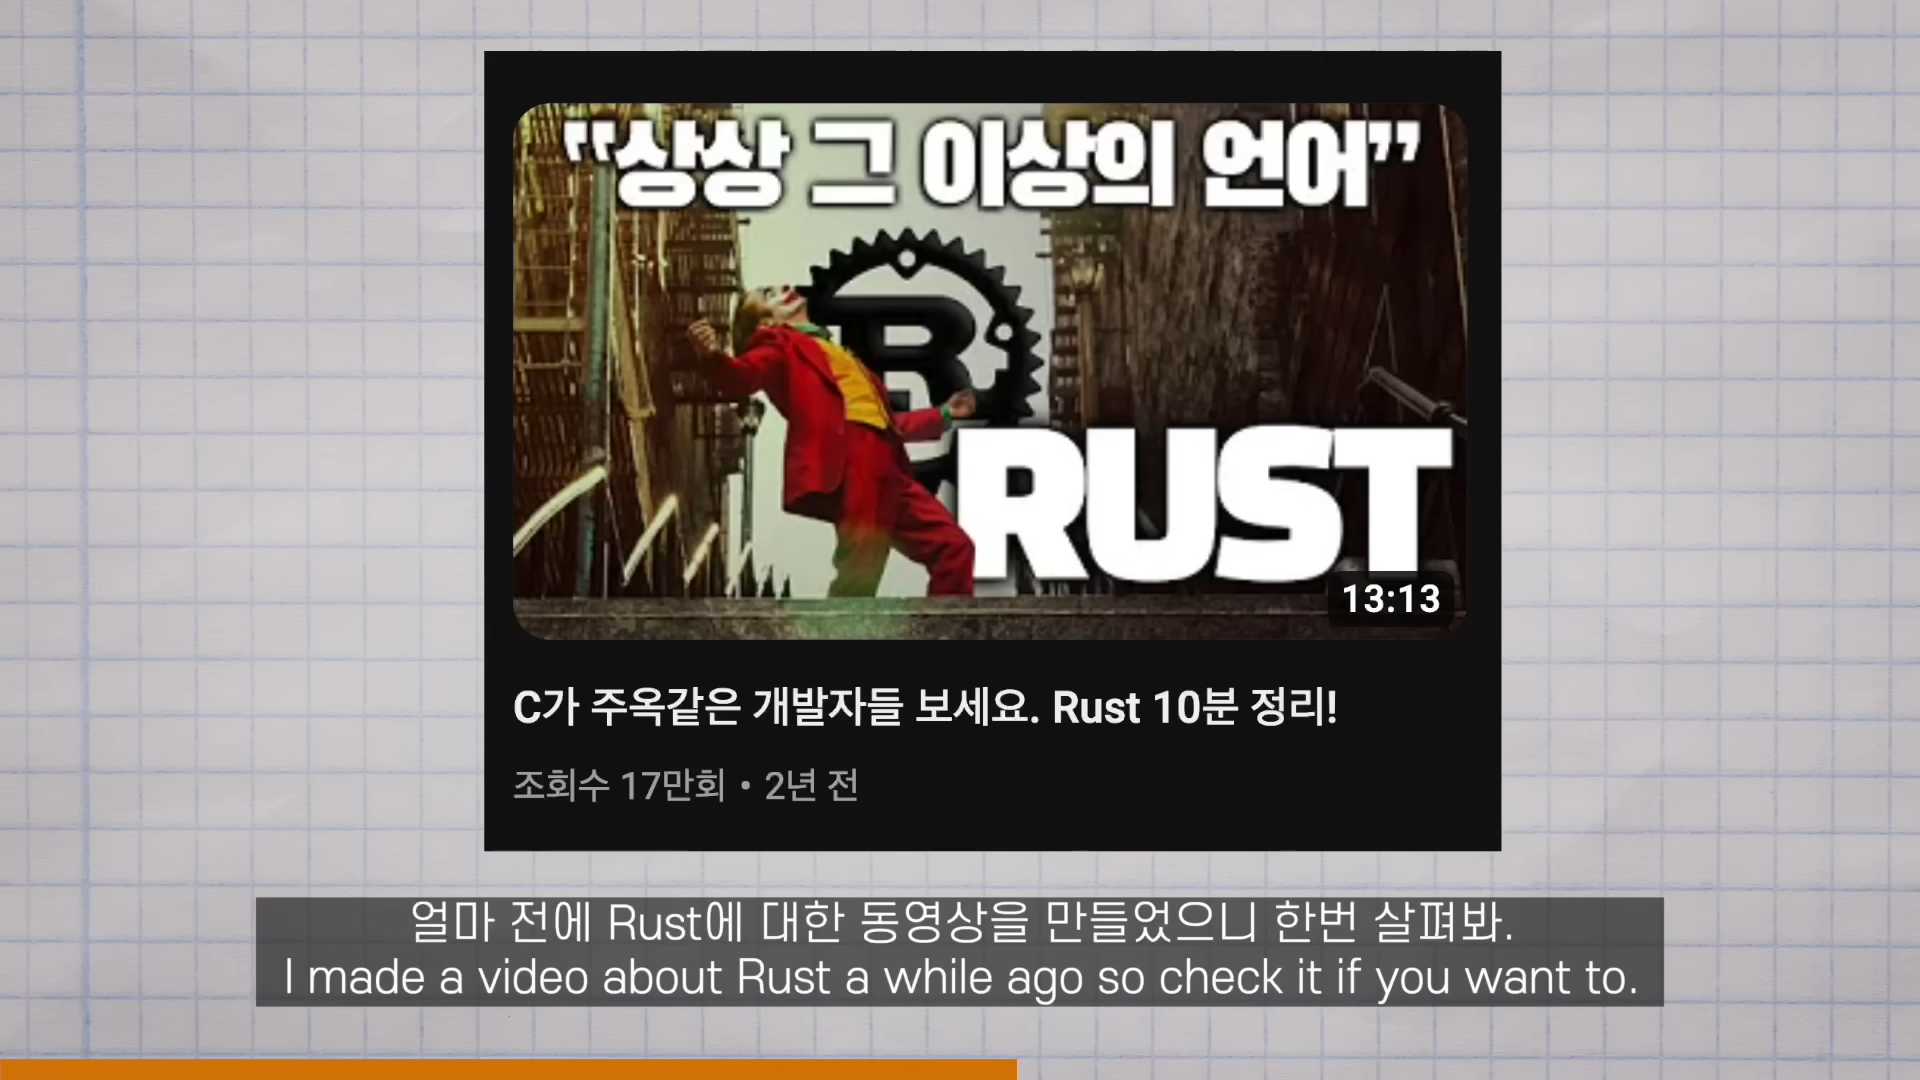 "상상 그 이상의 언어"
R
RUST
13:13
C가 주옥같은 개발자들 보세요. Rust 10분 정리!
조회수 17만회 • 2년 전
얼마 전에 Rust에 대한 동영상을 만들었으니 한번 살펴봐.
I made a video about Rust a while ago so check it if you want to.